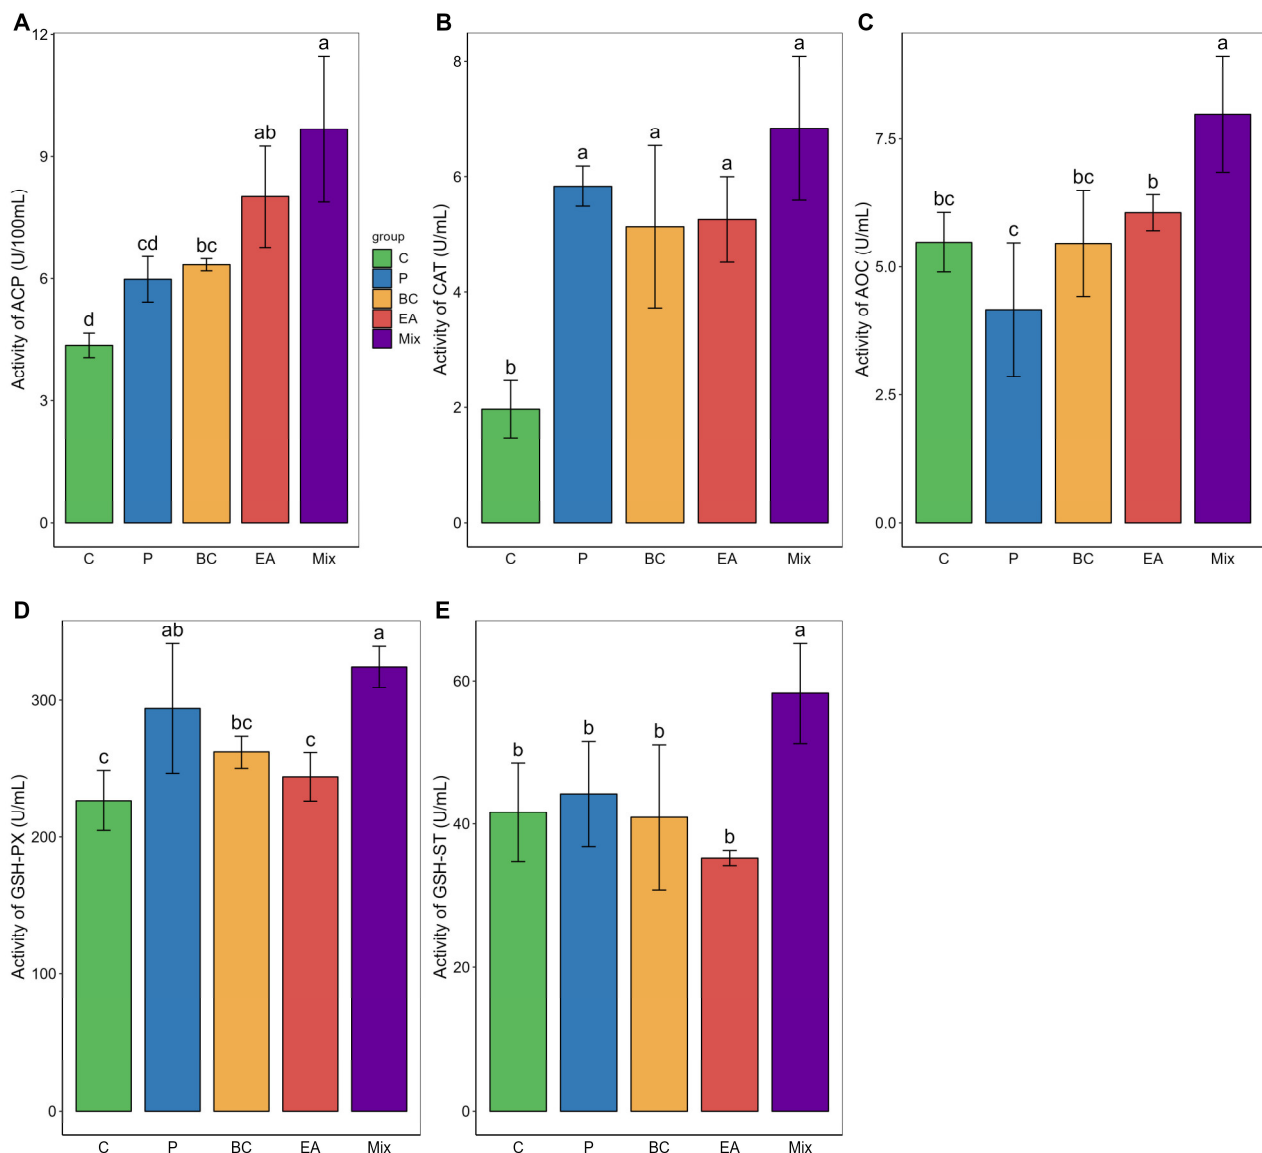 A
Activity of ACP (U/100mL)
12
9
6
3
0
d
cd
bc
ab
a
C
P
BC
EA
Mix
group
C
P
BC
EA
Mix
B
Activity of CAT (U/mL)
8
6
4
2
0
b
a
a
a
a
C
P
BC
EA
Mix
C
Activity of AOC (U/mL)
7.5
5.0
2.5
0.0
bc
c
bc
b
a
C
P
BC
EA
Mix
D
Activity of GSH-PX (U/mL)
300
200
100
0
c
ab
bc
c
a
C
P
BC
EA
Mix
E
Activity of GSH-ST (U/mL)
60
40
20
0
b
b
b
b
a
C
P
BC
EA
Mix